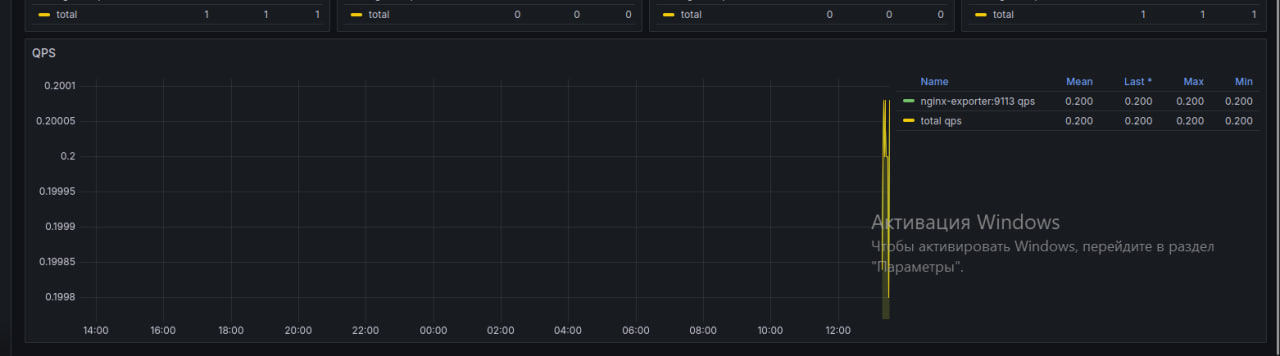 total 1 1 1
total 0 0 0
total 0 0 0
total 1 1 1
QPS
Name Mean Last * Max Min
nginx-exporter:9113 qps 0.200 0.200 0.200 0.200
total qps 0.200 0.200 0.200 0.200
0.2001
0.20005
0.2
0.19995
0.1999
0.19985
0.1998
14:00 16:00 18:00 20:00 22:00 00:00 02:00 04:00 06:00 08:00 10:00 12:00
Активация Windows
Чтобы активировать Windows, перейдите в раздел
"Параметры".